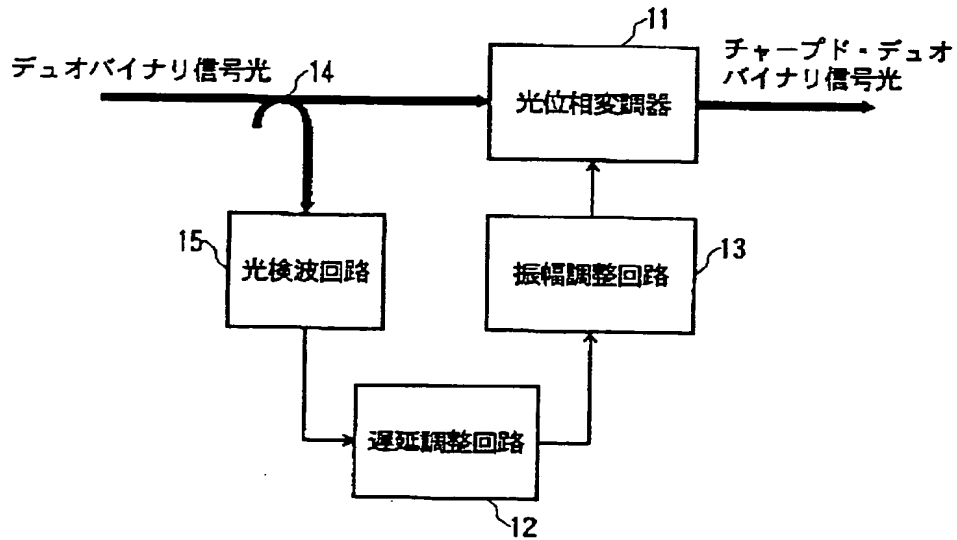 11
デュオバイナリ信号光
14
チャープド・デュオ
バイナリ信号光
光位相変調器
15
光検波回路
振幅調整回路
13
遅延調整回路
12